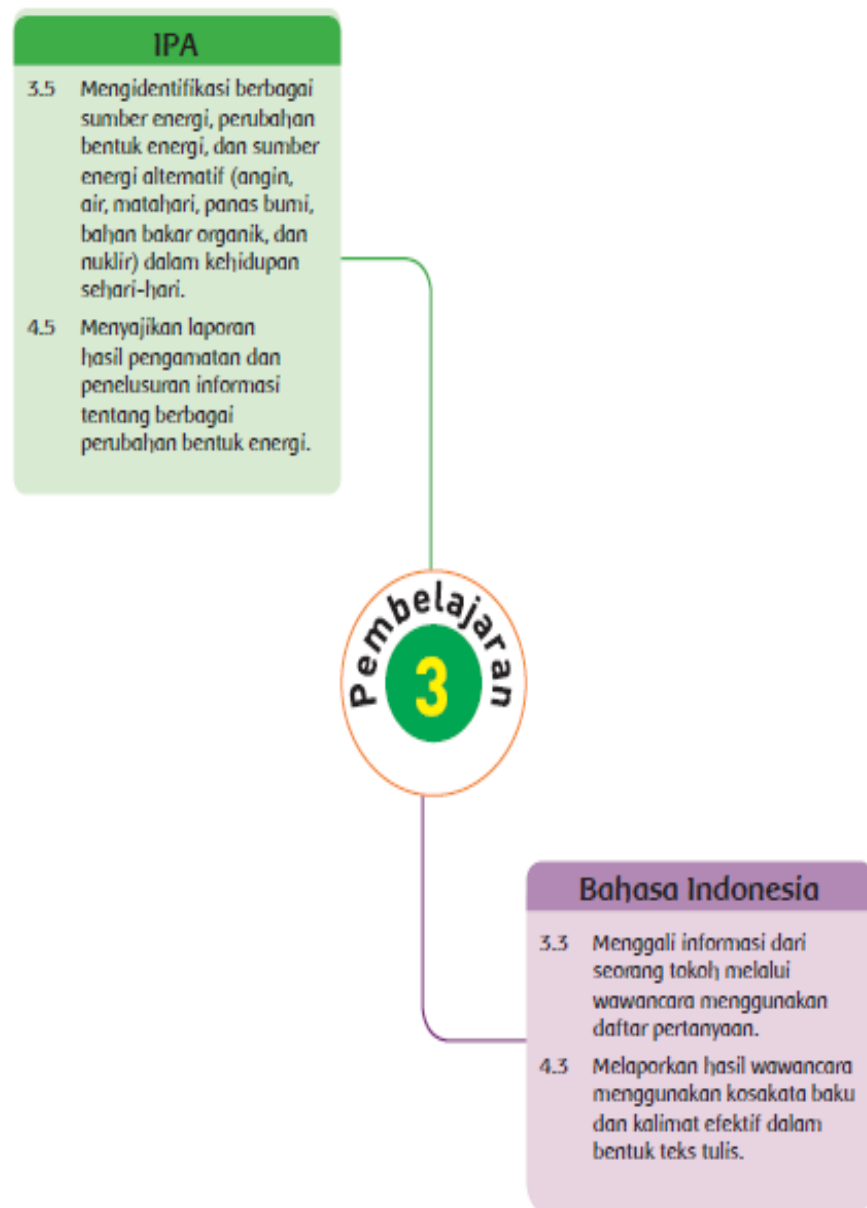 IPA
3.5 Mengidentifikasi berbagai
sumber energi, perubahan
bentuk energi, dan sumber
energi alternatif (angin,
air, matahari, panas bumi,
bahan bakar organik, dan
nuklir) dalam kehidupan
sehari-hari.
4.5 Menyajikan laporan
hasil pengamatan dan
penelusuran informasi
tentang berbagai
perubahan bentuk energi.
Pembelajaran
3
Bahasa Indonesia
3.3 Menggali informasi dari
seorang tokoh melalui
wawancara menggunakan
daftar pertanyaan.
4.3 Melaporkan hasil wawancara
menggunakan kosakata baku
dan kalimat efektif dalam
bentuk teks tulis.